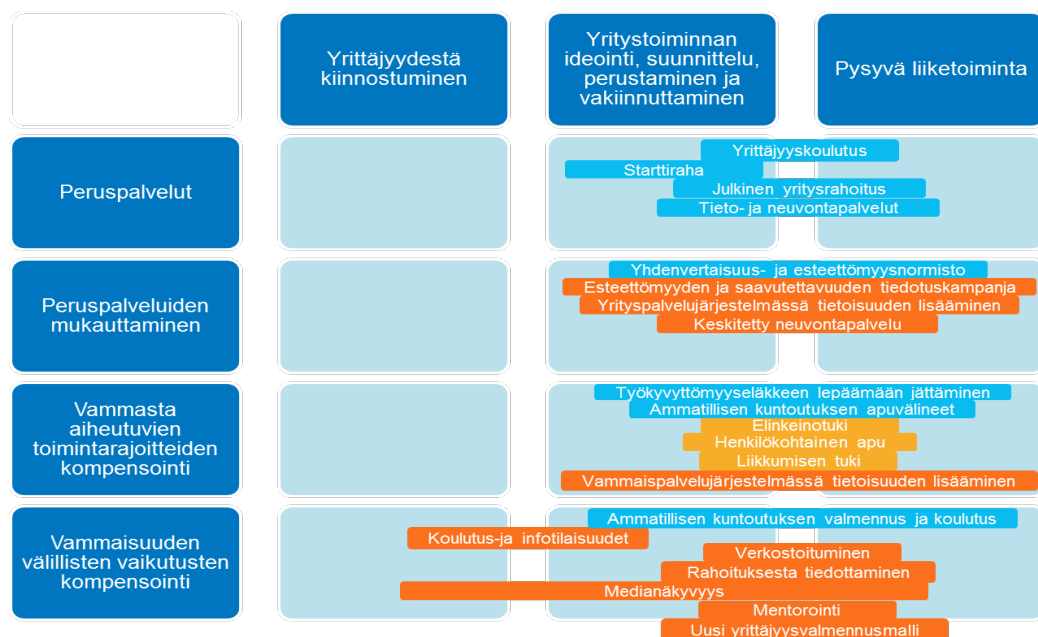 Yrittäjyydestä
kiinnostuminen
Yritystoiminnan
ideointi, suunnittelu,
perustaminen ja
vakiinnuttaminen
Pysyvä liiketoiminta
Peruspalvelut
Yrittäjyyskoulutus
Starttiraha
Julkinen yritysrahoitus
Tieto- ja neuvontapalvelut
Peruspalveluiden
mukauttaminen
Yhdenvertaisuus- ja esteettömyysnormisto
Esteettömyyden ja saavutettavuuden tiedotuskampanja
Yrityspalvelujärjestelmässä tietoisuuden lisääminen
Keskitetty neuvontapalvelu
Vammasta
aiheutuvien
toimintarajoitteiden
kompensointi
Työkyvyttömyyseläkkeen lepäämään jättäminen
Ammatillisen kuntoutuksen apuvälineet
Elinkeinotuki
Henkilökohtainen apu
Liikkumisen tuki
Vammaispalvelujärjestelmässä tietoisuuden lisääminen
Vammaisuuden
välillisten vaikutusten
kompensointi
Ammatillisen kuntoutuksen valmennus ja koulutus
Koulutus-ja infotilaisuudet
Verkostoituminen
Rahoituksesta tiedottaminen
Medianäkyvyys
Mentorointi
Uusi yrittäjyysvalmennusmalli